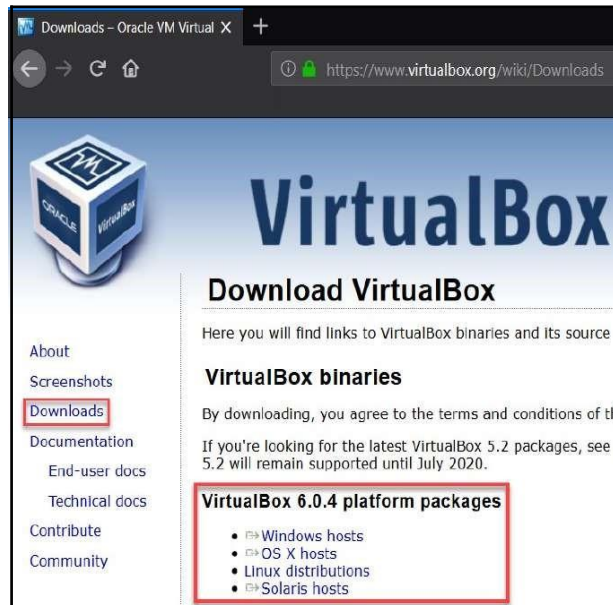 Downloads – Oracle VM Virtual X +
https://www.virtualbox.org/wiki/Downloads
ORACLE
VirtualBox
VirtualBox
Download VirtualBox
Here you will find links to VirtualBox binaries and its source
About
Screenshots
Downloads
Documentation
End-user docs
Technical docs
Contribute
Community
VirtualBox binaries
By downloading, you agree to the terms and conditions of
If you're looking for the latest VirtualBox 5.2 packages, see
5.2 will remain supported until July 2020.
VirtualBox 6.0.4 platform packages
• Windows hosts
• OS X hosts
• Linux distributions
• Solaris hosts